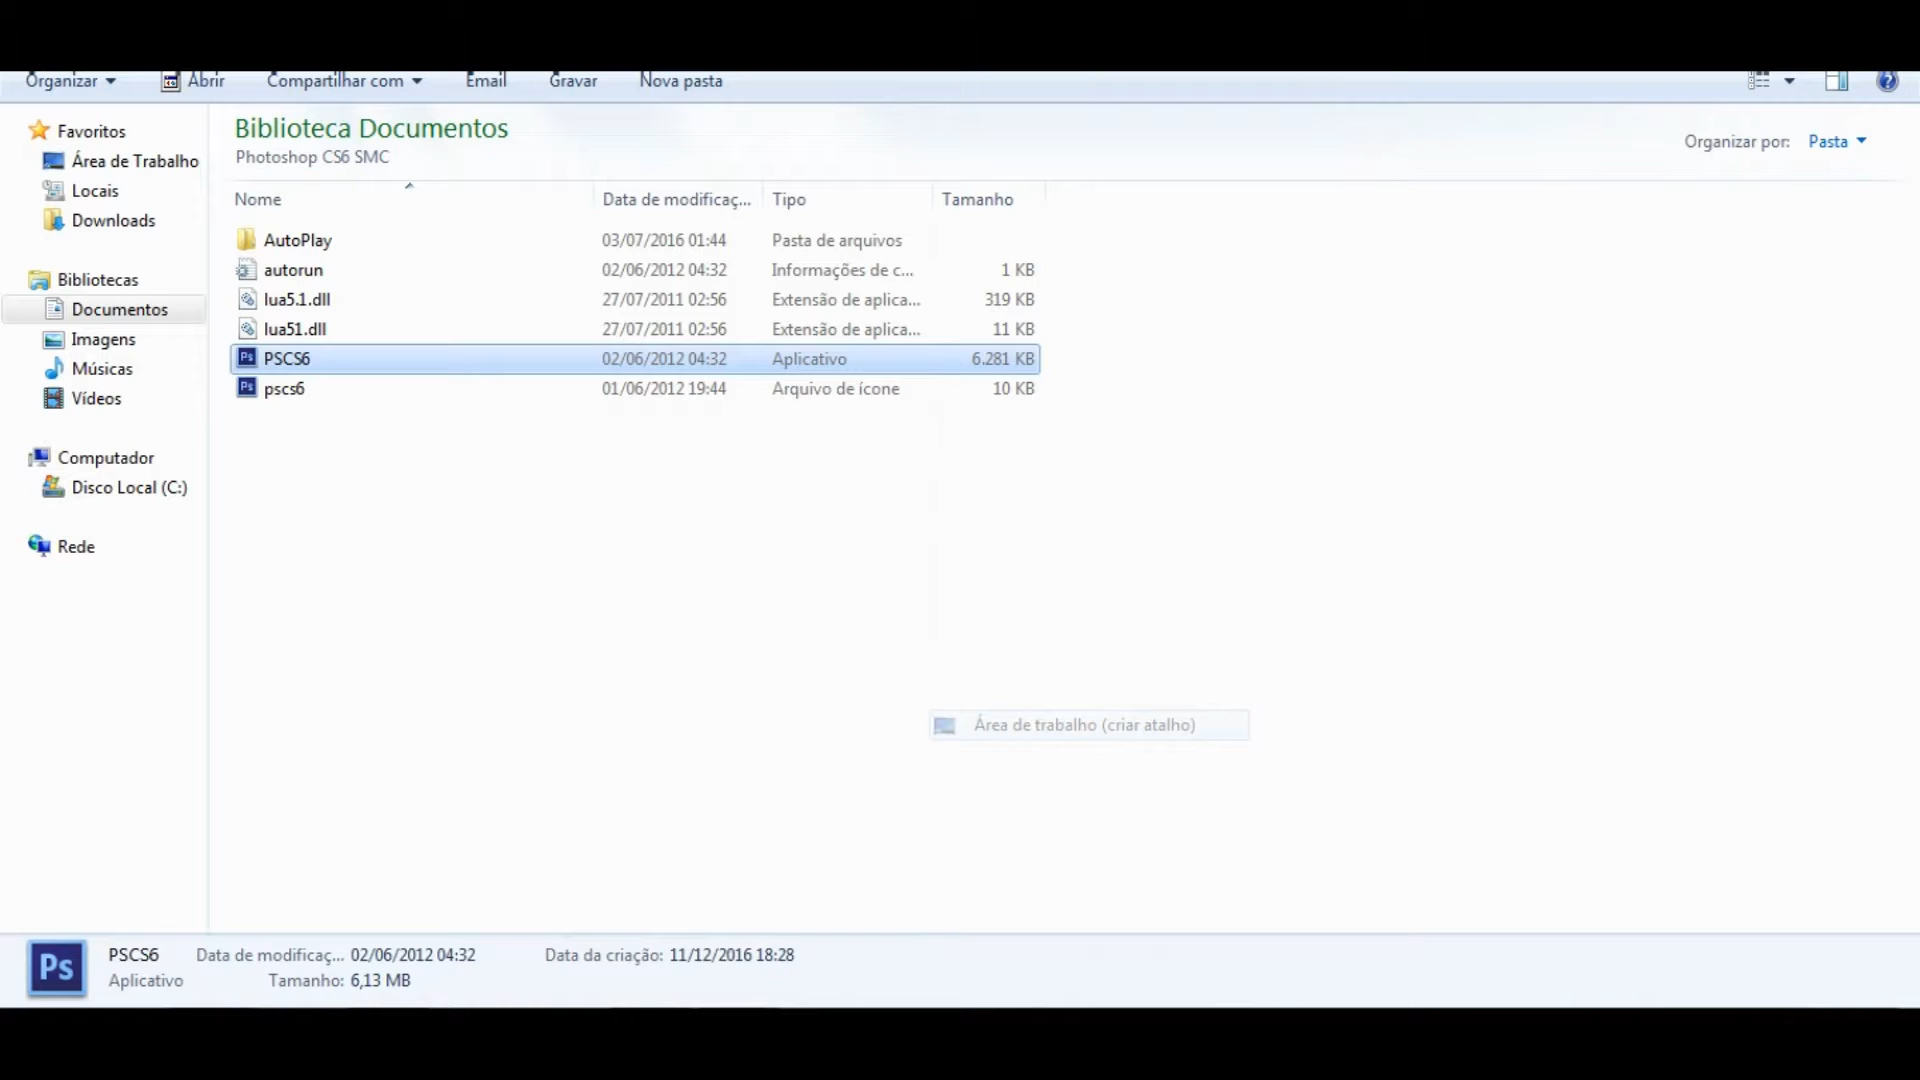 Organizar Abrir Compartilhar com Email Gravar Nova pasta
Favoritos
Área de Trabalho
Locais
Downloads
Bibliotecas
Documentos
Imagens
Músicas
Vídeos
Computador
Disco Local (C:)
Rede
Biblioteca Documentos
Photoshop CS6 SMC
Organizar por: Pasta
Nome Data de modificaç... Tipo Tamanho
AutoPlay 03/07/2016 01:44 Pasta de arquivos
autorun 02/06/2012 04:32 Informações de c... 1 KB
lua5.1.dll 27/07/2011 02:56 Extensão de aplica... 319 KB
lua51.dll 27/07/2011 02:56 Extensão de aplica... 11 KB
Ps PSCS6 02/06/2012 04:32 Aplicativo 6.281 KB
Ps pscs6 01/06/2012 19:44 Arquivo de ícone 10 KB
Área de trabalho (criar atalho)
Ps
PSCS6 Data de modificaç... 02/06/2012 04:32 Data da criação: 11/12/2016 18:28
Aplicativo Tamanho: 6,13 MB